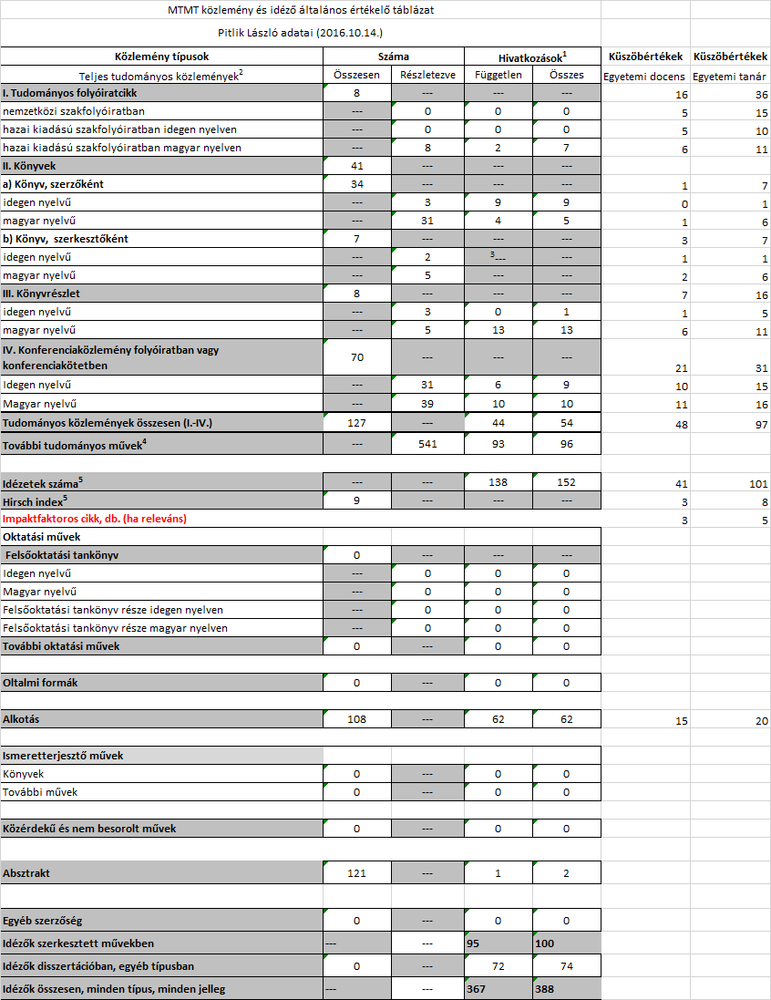 MTMT közlemény és idéző általános értékelő táblázat
Pitlik László adatai (2016.10.14.)
Közlemény típusok Száma Hivatkozások1 Küszöbértékek Küszöbértékek
Teljes tudományos közlemények2 Összesen Részletezve Független Összes Egyetemi docens Egyetemi tanár
I. Tudományos folyóiratcikk 8 --- --- --- 16 36
nemzetközi szakfolyóiratban --- 0 0 0 5 15
hazai kiadású szakfolyóiratban idegen nyelven --- 0 0 0 5 10
hazai kiadású szakfolyóiratban magyar nyelven --- 8 2 7 6 11
II. Könyvek 41 --- --- ---
a) Könyv, szerzőként 34 --- --- --- 1 7
idegen nyelvű --- 3 9 9 0 1
magyar nyelvű --- 31 4 5 1 6
b) Könyv, szerkesztőként 7 --- --- --- 3 7
idegen nyelvű --- 2 3--- --- 1 1
magyar nyelvű --- 5 --- --- 2 6
III. Könyvrészlet 8 --- --- --- 7 16
idegen nyelvű --- 3 0 1 1 5
magyar nyelvű --- 5 13 13 6 11
IV. Konferenciaközlemény folyóiratban vagy
konferenciakötetben 70 --- --- --- 21 31
Idegen nyelvű --- 31 6 9 10 15
Magyar nyelvű --- 39 10 10 11 16
Tudományos közlemények összesen (I.-IV.) 127 --- 44 54 48 97
További tudományos művek4 --- 541 93 96
Idézetek száma5 --- --- 138 152 41 101
Hirsch index5 9 --- --- --- 3 8
Impaktfaktoros cikk, db. (ha releváns) 3 5
Oktatási művek
Felsőoktatási tankönyv 0 --- --- ---
Idegen nyelvű --- 0 0 0
Magyar nyelvű --- 0 0 0
Felsőoktatási tankönyv része idegen nyelven --- 0 0 0
Felsőoktatási tankönyv része magyar nyelven --- 0 0 0
További oktatási művek 0 --- 0 0
Oltalmi formák 0 --- 0 0
Alkotás 108 --- 62 62 15 20
Ismeretterjesztő művek
Könyvek 0 --- 0 0
További művek 0 --- 0 0
Közérdekű és nem besorolt művek 0 --- 0 0
Absztrakt 121 --- 1 2
Egyéb szerzőség 0 --- 0 0
Idézők szerkesztett művekben --- --- 95 100
Idézők disszertációban, egyéb típusban 0 --- 72 74
Idézők összesen, minden típus, minden jelleg --- --- 367 388